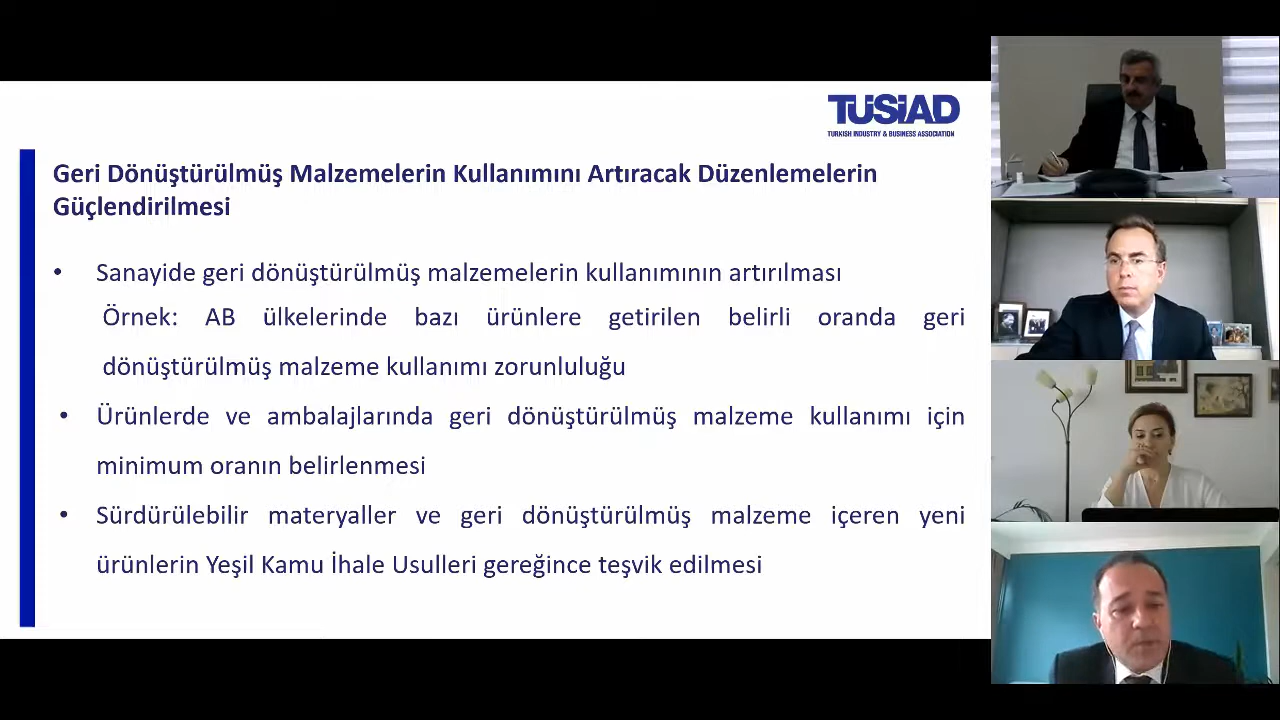 TÜSİAD
TURKISH INDUSTRY & BUSINESS ASSOCIATION
Geri Dönüştürülmüş Malzemelerin Kullanımını Artıracak Düzenlemelerin
Güçlendirilmesi
• Sanayide geri dönüştürülmüş malzemelerin kullanımının artırılması
Örnek: AB ülkelerinde bazı ürünlere getirilen belirli oranda geri
dönüştürülmüş malzeme kullanımı zorunluluğu
• Ürünlerde ve ambalajlarında geri dönüştürülmüş malzeme kullanımı için
minimum oranın belirlenmesi
• Sürdürülebilir materyaller ve geri dönüştürülmüş malzeme içeren yeni
ürünlerin Yeşil Kamu İhale Usulleri gereğince teşvik edilmesi